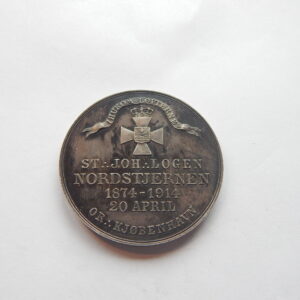 ST∴JOH∴LOGEN
NORDSTJERNEN
1874-1914
20 APRIL
OR∴KJØBENHAVN